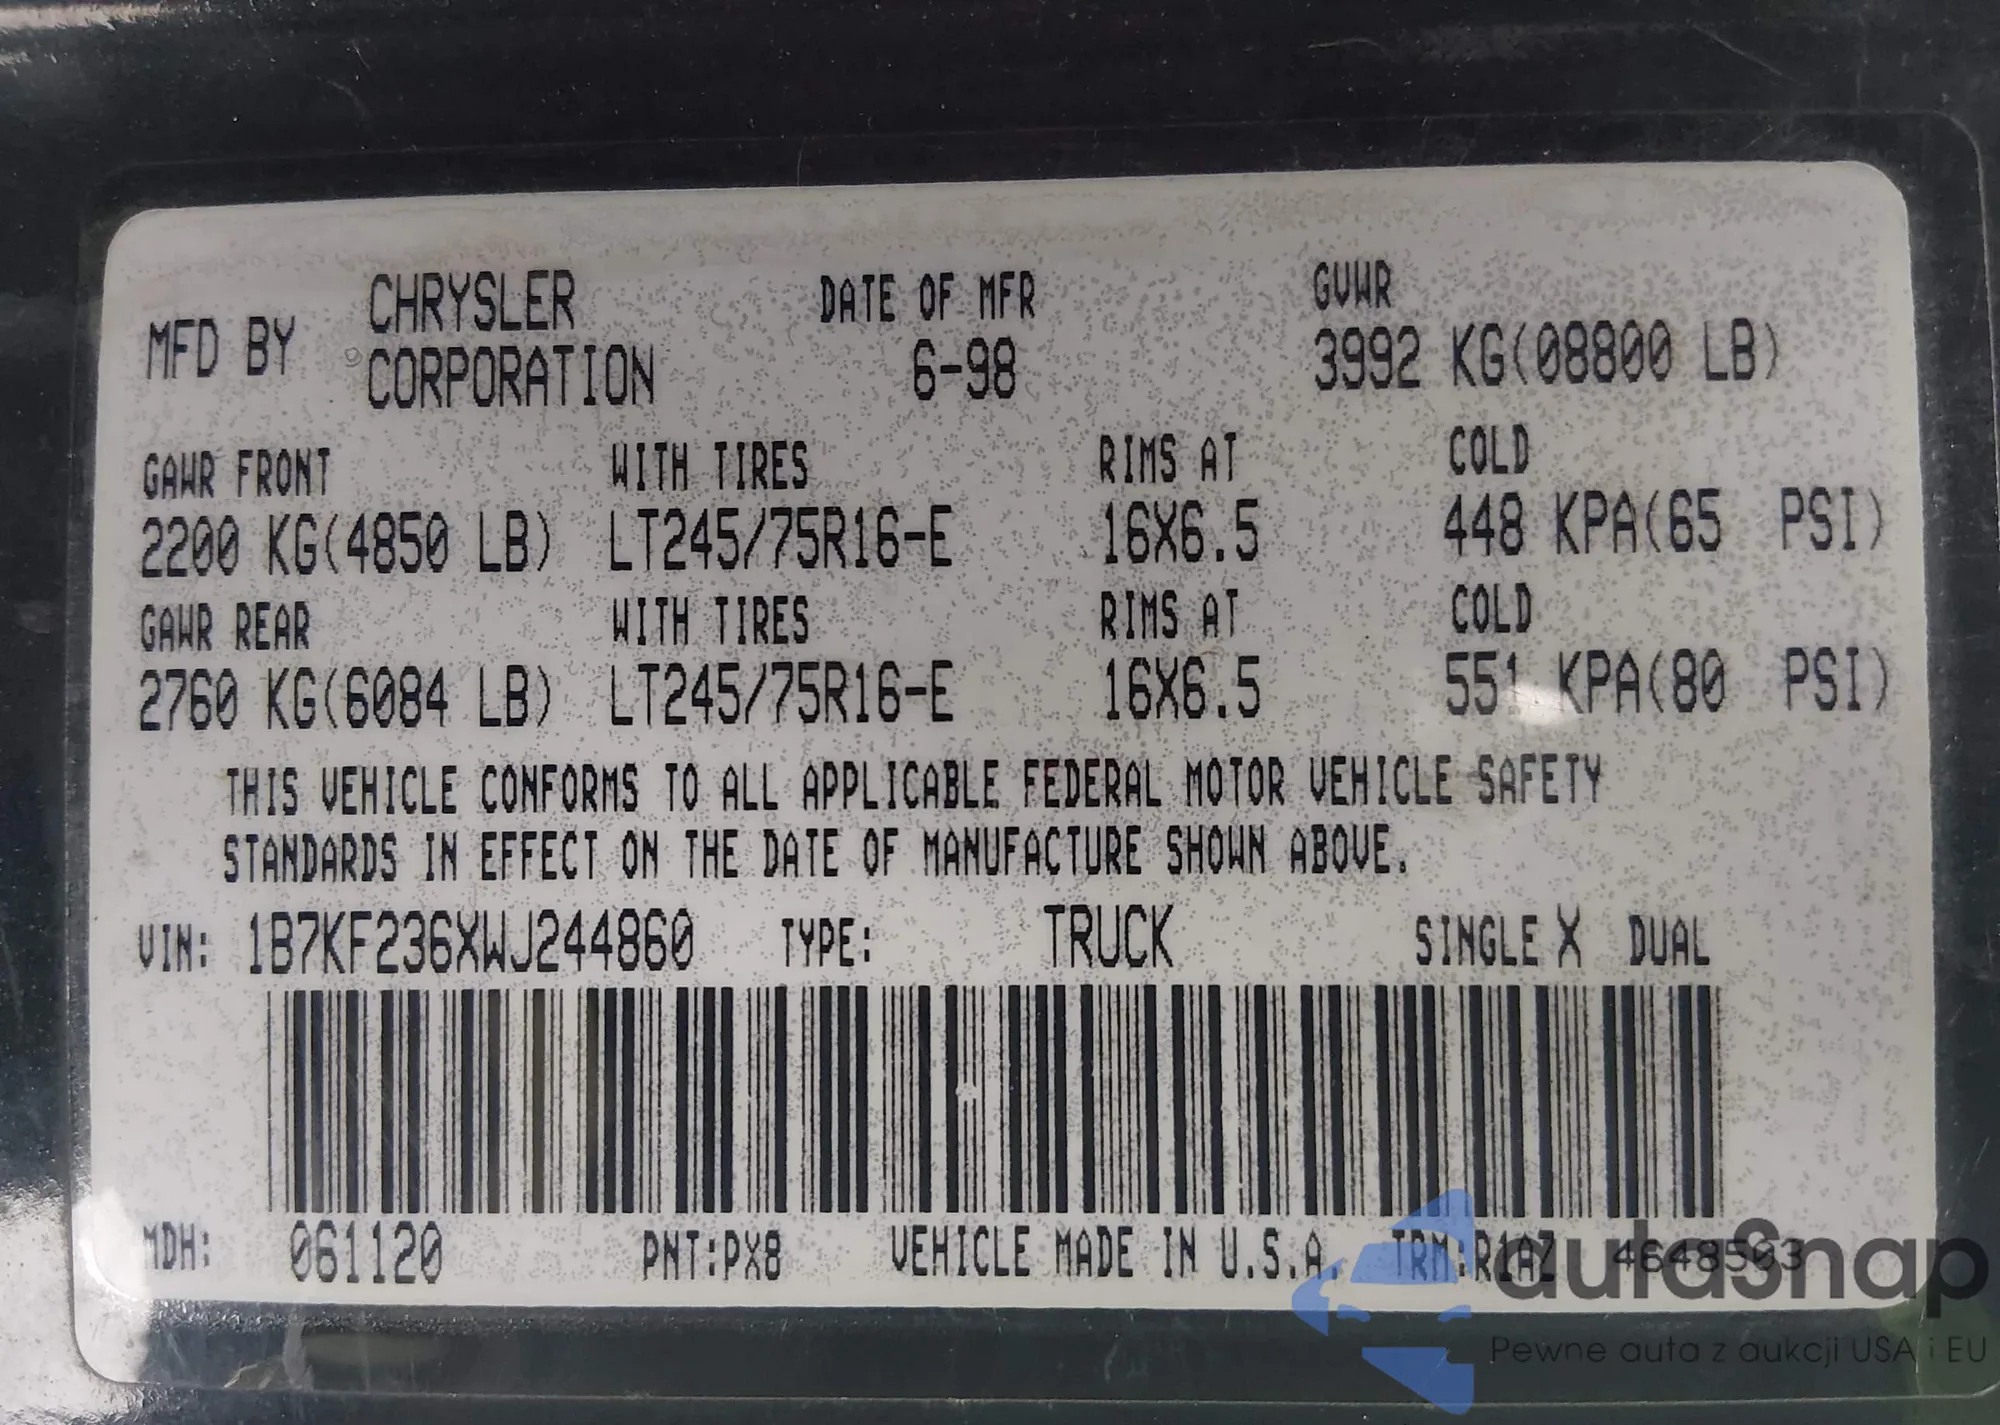 MFD BY CHRYSLER CORPORATION DATE OF MFR 6-98 GVWR 3992 KG(08800 LB)
GAWR FRONT WITH TIRES RIMS AT COLD
2200 KG(4850 LB) LT245/75R16-E 16X6.5 448 KPA(65 PSI)
GAWR REAR WITH TIRES RIMS AT COLD
2760 KG(6084 LB) LT245/75R16-E 16X6.5 551 KPA(80 PSI)
THIS VEHICLE CONFORMS TO ALL APPLICABLE FEDERAL MOTOR VEHICLE SAFETY
STANDARDS IN EFFECT ON THE DATE OF MANUFACTURE SHOWN ABOVE.
VIN: 1B7KF236XWJ244860 TYPE: TRUCK SINGLE X DUAL
MDH: 061120 PNT:PX8 VEHICLE MADE IN U.S.A. TRM:R1AZ 4648503
autaSnap
Pewne auta z aukcji USA i EU